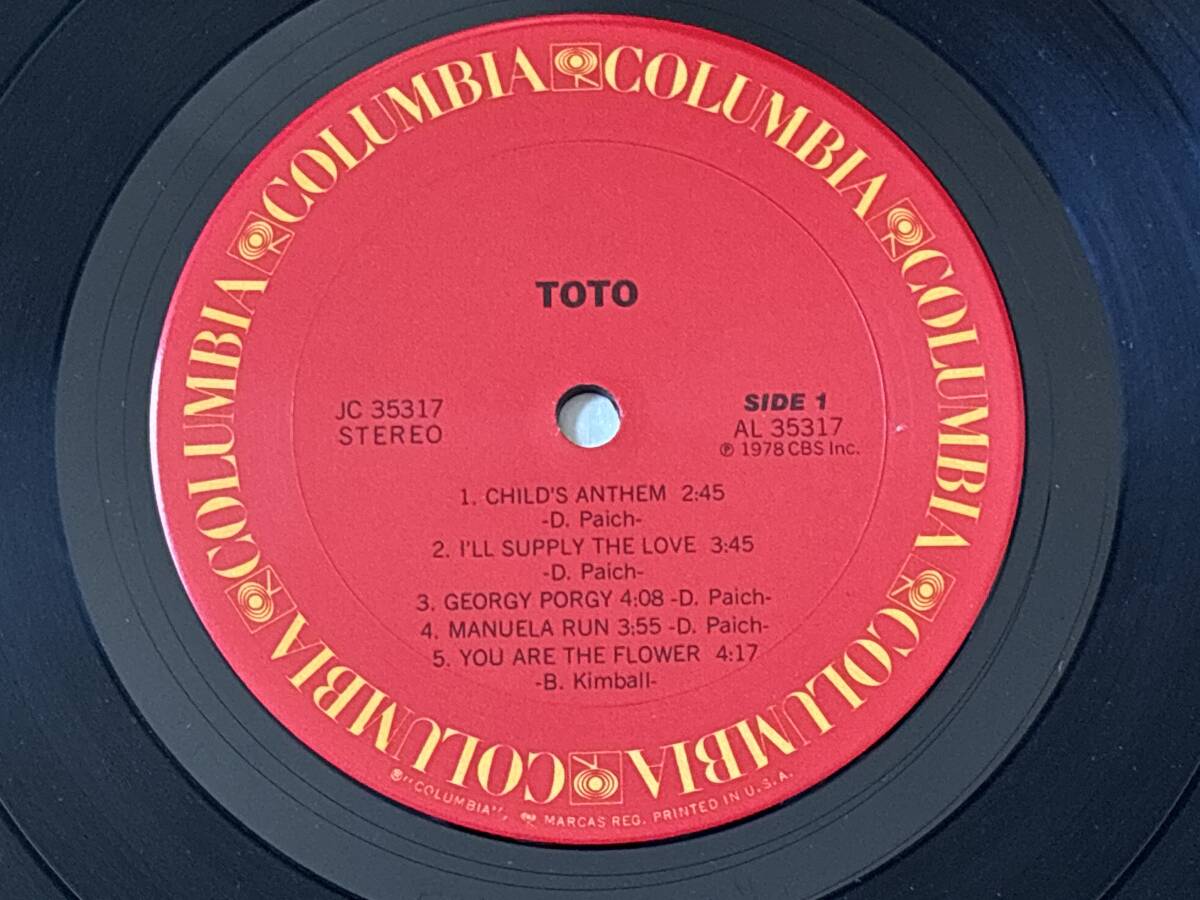 COLUMBIA COLUMBIA COLUMBIA COLUMBIA COLUMBIA COLUMBIA
TOTO
JC 35317
STEREO
SIDE 1
AL 35317
℗ 1978 CBS Inc.
1. CHILD'S ANTHEM 2:45
-D. Paich-
2. I'LL SUPPLY THE LOVE 3:45
-D. Paich-
3. GEORGY PORGY 4:08 -D. Paich-
4. MANUELA RUN 3:55 -D. Paich-
5. YOU ARE THE FLOWER 4:17
-B. Kimball-
®"COLUMBIA", MARCAS REG. PRINTED IN U.S.A.